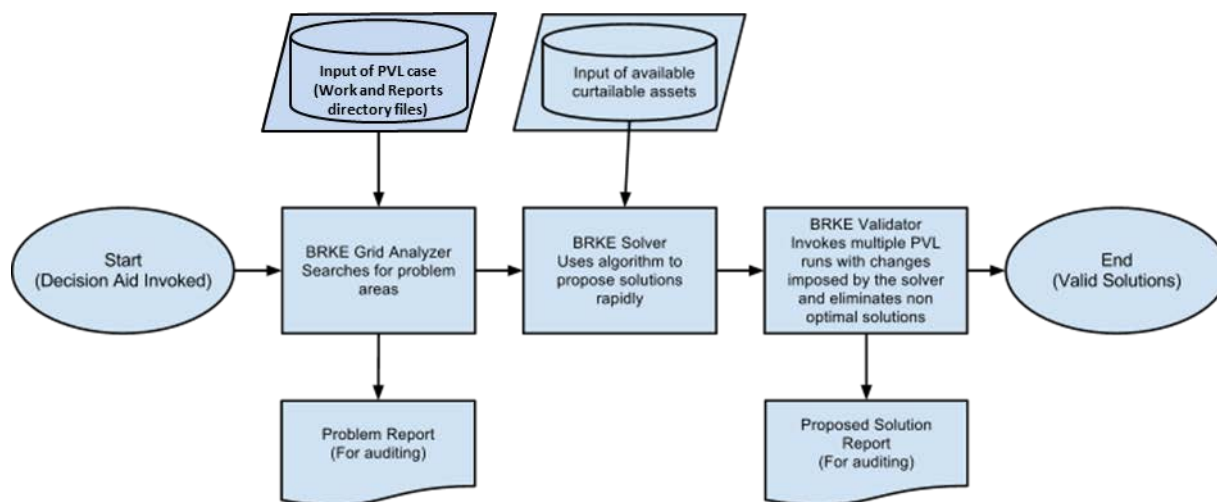 Input of PVL case
(Work and Reports
directory files)
Input of available
curtailable assets
Start
(Decision Aid Invoked)
BRKE Grid Analyzer
Searches for problem
areas
BRKE Solver
Uses algorithm to
propose solutions
rapidly
BRKE Validator
Invokes multiple PVL
runs with changes
imposed by the solver
and eliminates non
optimal solutions
End
(Valid Solutions)
Problem Report
(For auditing)
Proposed Solution
Report
(For auditing)